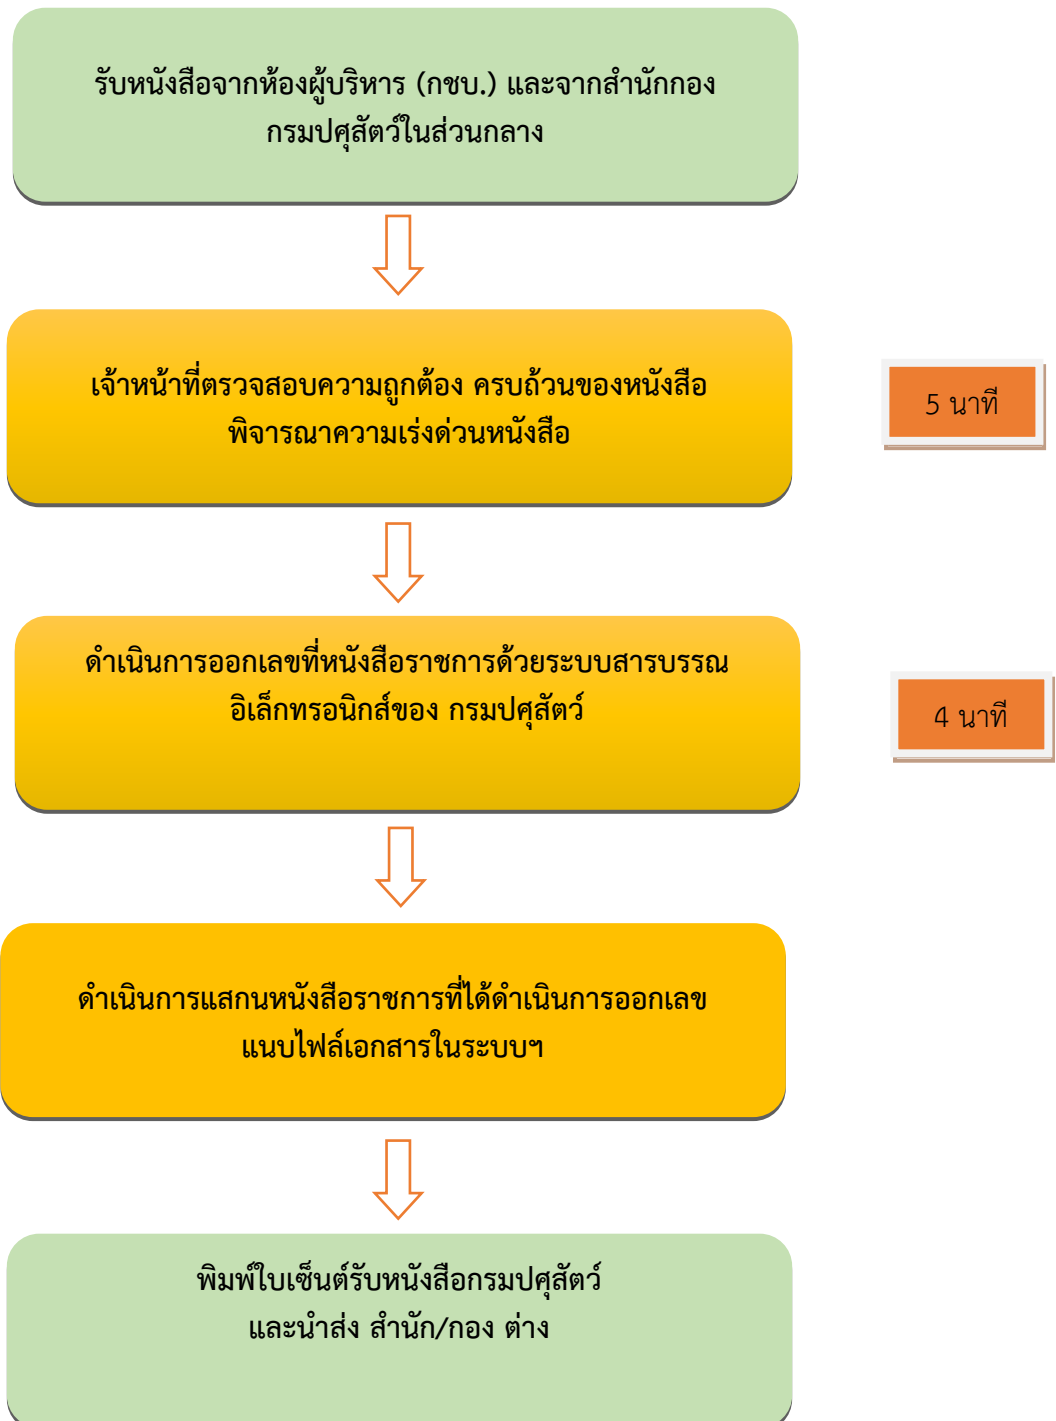 รับหนังสือจากห้องผู้บริหาร (กชบ.) และจากสำนักกอง
กรมปศุสัตว์ในส่วนกลาง
เจ้าหน้าที่ตรวจสอบความถูกต้อง ครบถ้วนของหนังสือ
พิจารณาความเร่งด่วนหนังสือ
5 นาที
ดำเนินการออกเลขที่หนังสือราชการด้วยระบบสารบรรณ
อิเล็กทรอนิกส์ของ กรมปศุสัตว์
4 นาที
ดำเนินการแสกนหนังสือราชการที่ได้ดำเนินการออกเลข
แนบไฟล์เอกสารในระบบฯ
พิมพ์ใบเซ็นต์รับหนังสือกรมปศุสัตว์
และนำส่ง สำนัก/กอง ต่าง